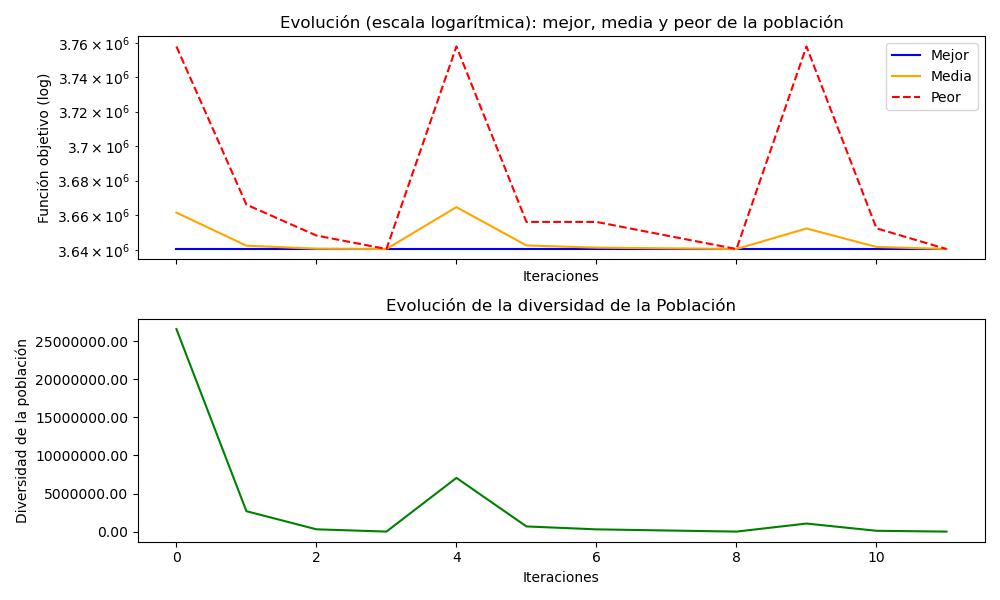 Evolución (escala logarítmica): mejor, media y peor de la población
Función objetivo (log)
3.76 × 10⁶
3.74 × 10⁶
3.72 × 10⁶
3.7 × 10⁶
3.68 × 10⁶
3.66 × 10⁶
3.64 × 10⁶
Mejor
Media
Peor
Iteraciones
Evolución de la diversidad de la Población
Diversidad de la población
25000000.00
20000000.00
15000000.00
10000000.00
5000000.00
0.00
0 2 4 6 8 10
Iteraciones